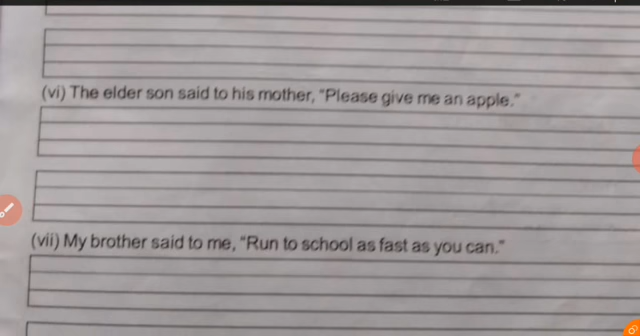 (vi) The elder son said to his mother, "Please give me an apple."
(vii) My brother said to me, "Run to school as fast as you can."